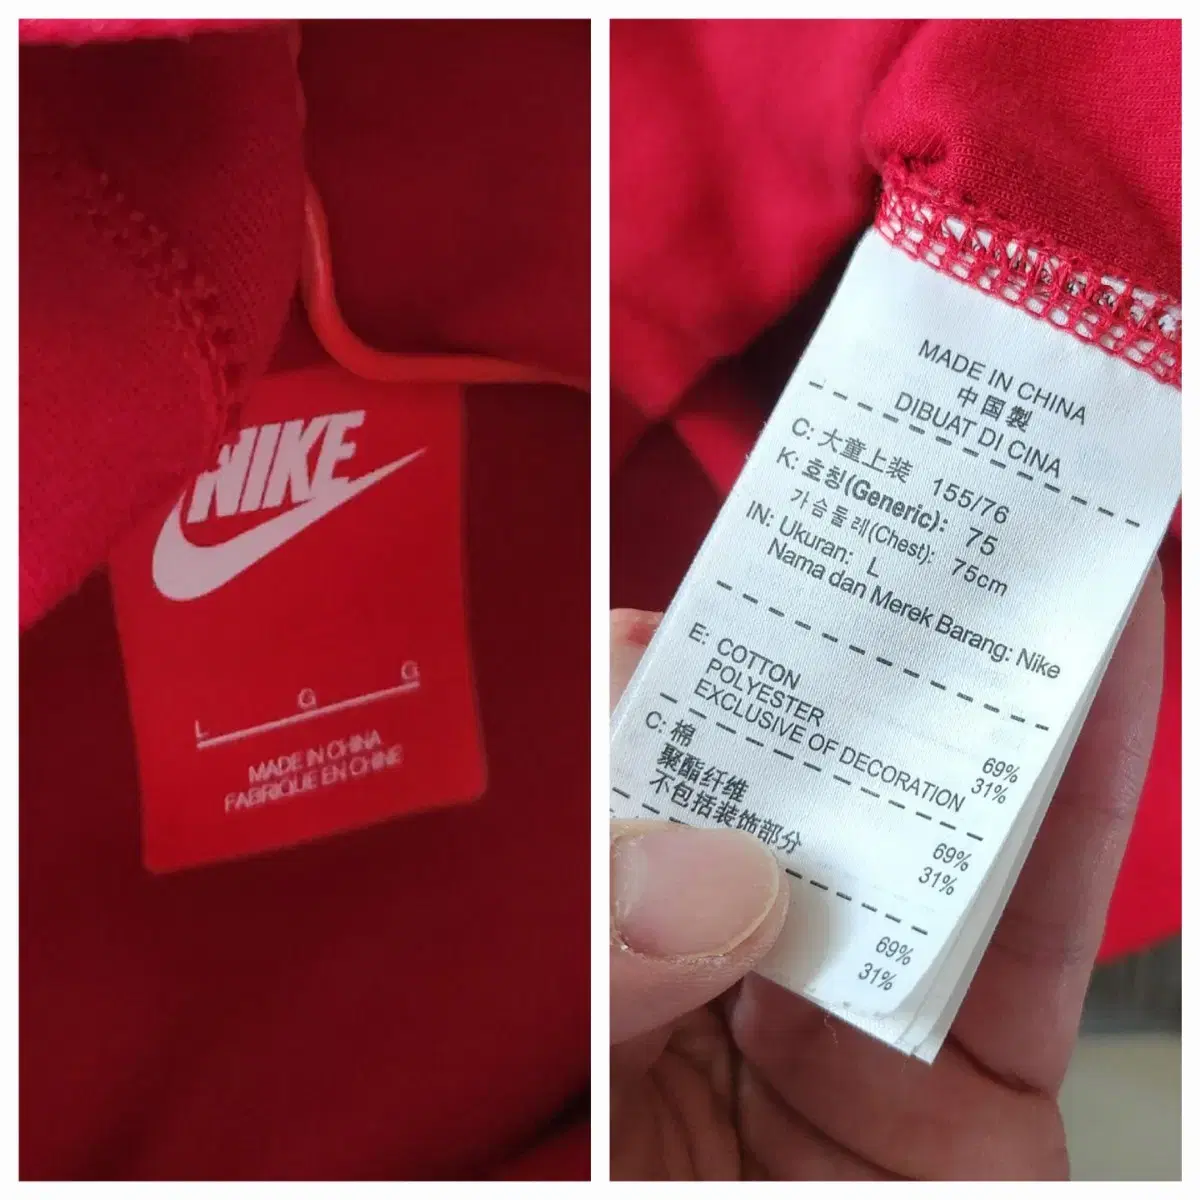 NIKE
L G G
MADE IN CHINA
FABRIQUE EN CHINE
MADE IN CHINA
中国製
DIBUAT DI CINA
C: 大童上装 155/76
K: 호칭(Generic): 75
가슴둘레(Chest): 75cm
IN: Ukuran: L
Nama dan Merek Barang: Nike
E: COTTON 69%
POLYESTER 31%
EXCLUSIVE OF DECORATION
C: 棉 69%
聚酯纤维 31%
不包括装饰部分
69%
31%